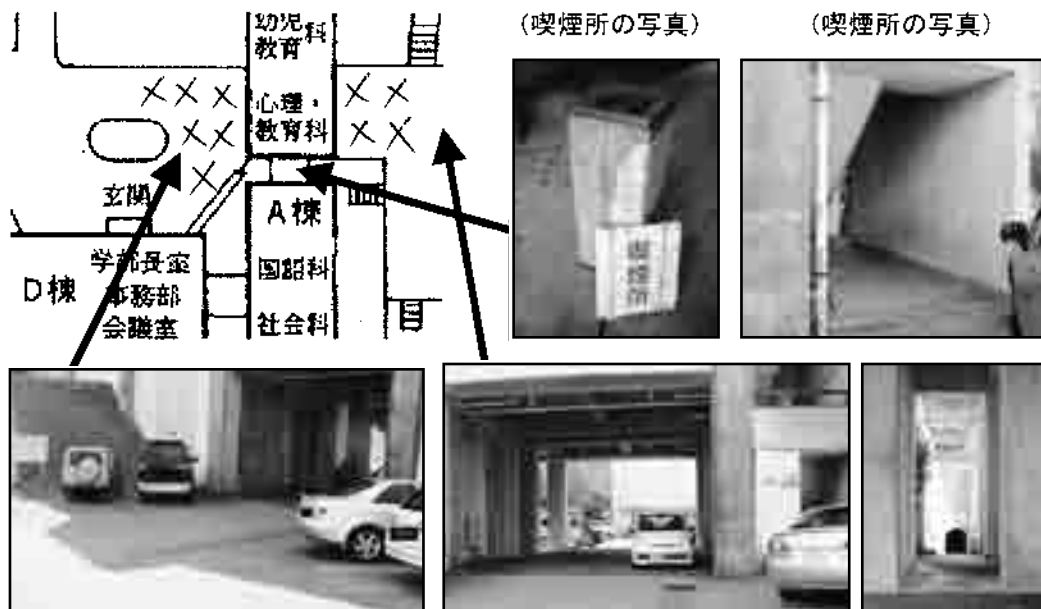 (喫煙所の写真)
(喫煙所の写真)
幼児
教育科
心理・
教育科
玄関
A棟
学部長室
D棟
国語科
事務部
会議室
社会科
喫煙所